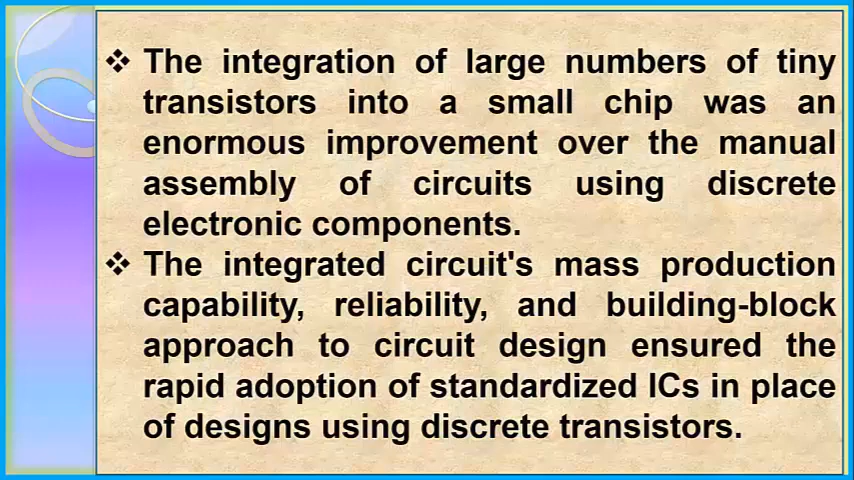 ❖ The integration of large numbers of tiny
transistors into a small chip was an
enormous improvement over the manual
assembly of circuits using discrete
electronic components.
❖ The integrated circuit's mass production
capability, reliability, and building-block
approach to circuit design ensured the
rapid adoption of standardized ICs in place
of designs using discrete transistors.